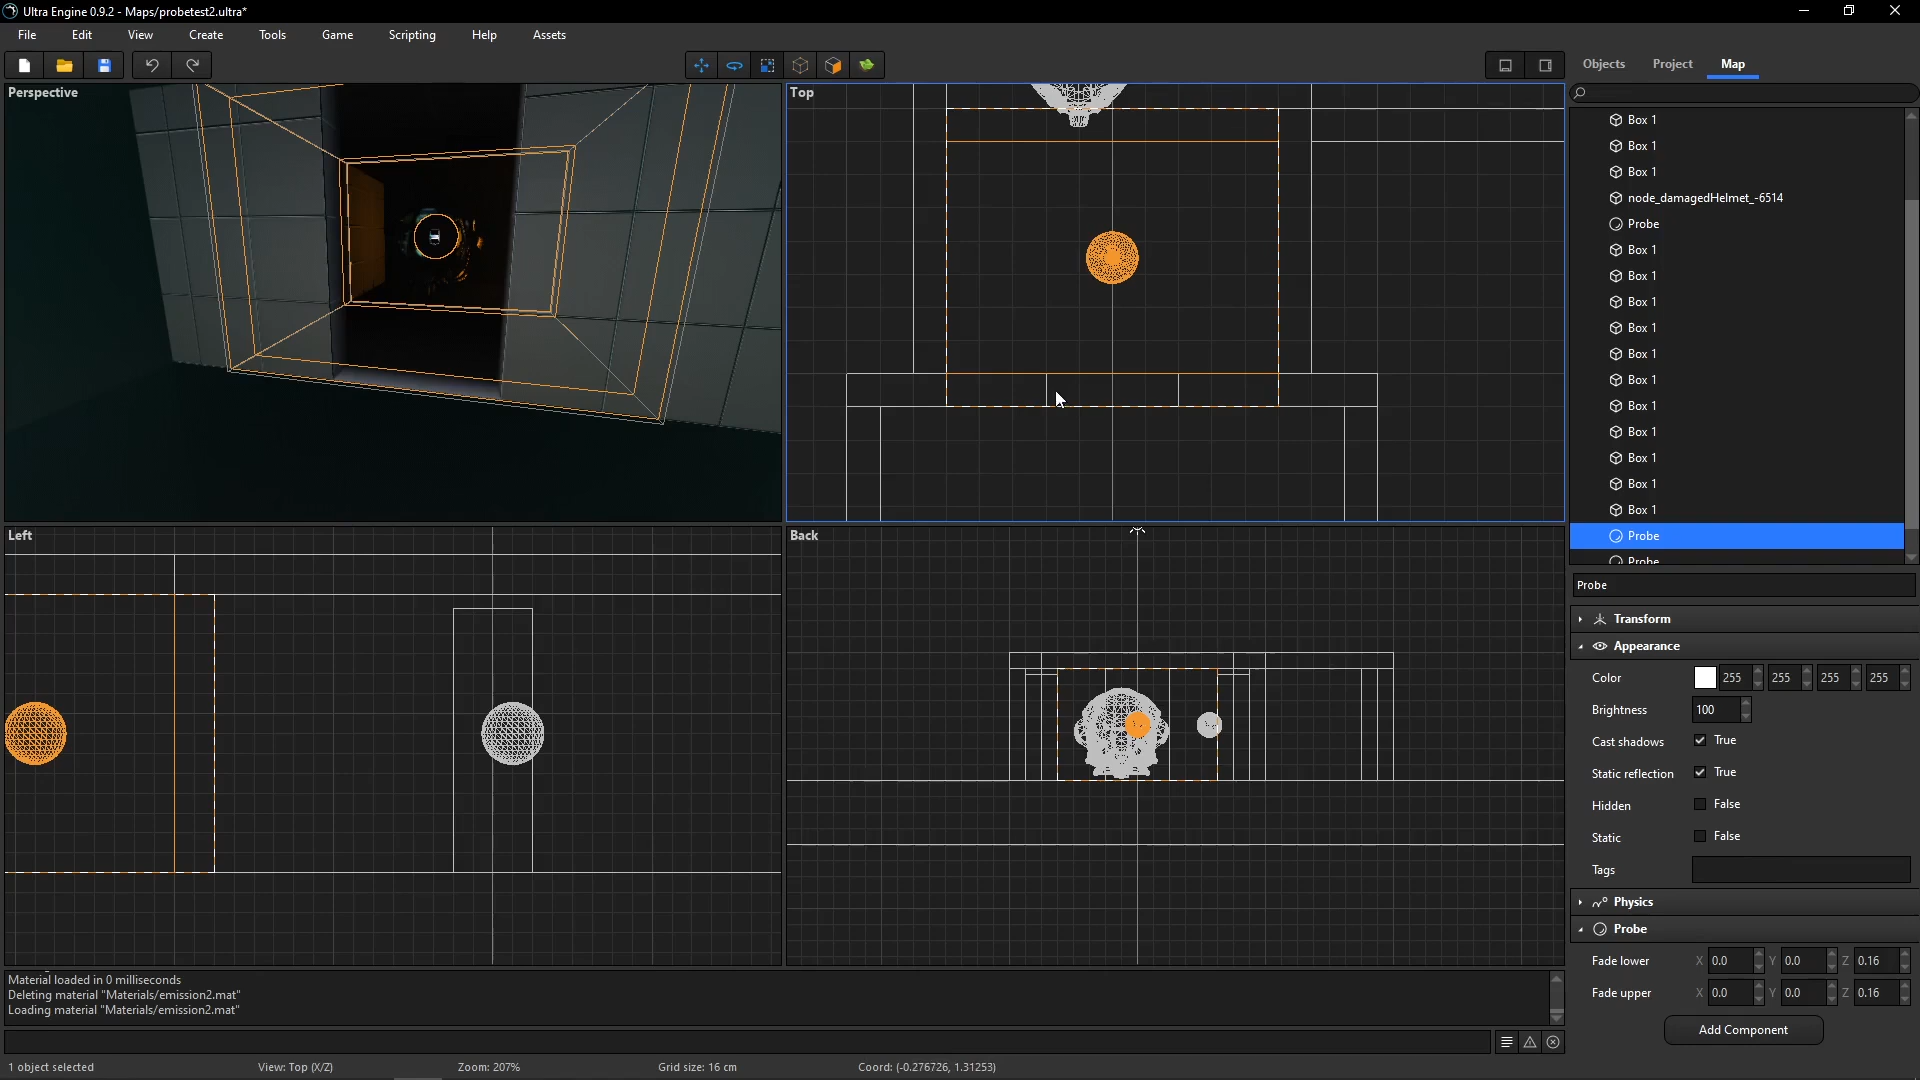 Ultra Engine 0.9.2 - Maps/probetest2.ultra*
File Edit View Create Tools Game Scripting Help Assets
Objects Project Map
Perspective
Top
Left
Back
Box 1
Box 1
Box 1
node_damagedHelmet_-6514
Probe
Box 1
Box 1
Box 1
Box 1
Box 1
Box 1
Box 1
Box 1
Box 1
Box 1
Box 1
Probe
Probe
Probe
Transform
Appearance
Color 255 255 255 255
Brightness 100
Cast shadows True
Static reflection True
Hidden False
Static False
Tags
Physics
Probe
Fade lower X 0.0 Y 0.0 Z 0.16
Fade upper X 0.0 Y 0.0 Z 0.16
Add Component
Material loaded in 0 milliseconds
Deleting material "Materials/emission2.mat"
Loading material "Materials/emission2.mat"
1 object selected View: Top (X/Z) Zoom: 207% Grid size: 16 cm Coord: (-0.276726, 1.31253)